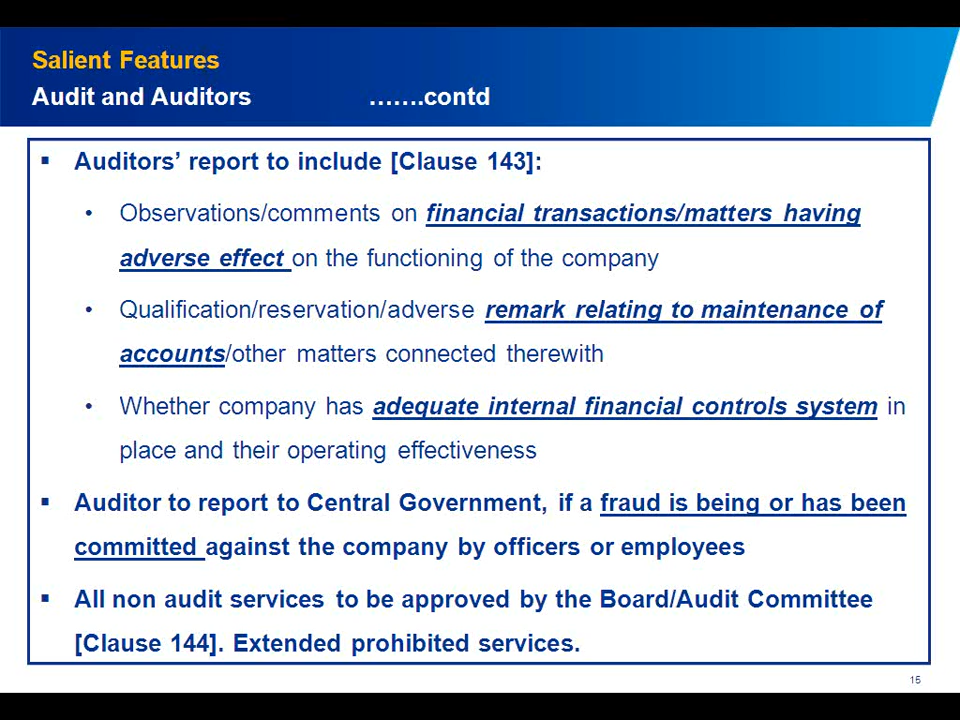 Salient Features
Audit and Auditors …….contd
▪ Auditors’ report to include [Clause 143]:
• Observations/comments on financial transactions/matters having
adverse effect on the functioning of the company
• Qualification/reservation/adverse remark relating to maintenance of
accounts/other matters connected therewith
• Whether company has adequate internal financial controls system in
place and their operating effectiveness
▪ Auditor to report to Central Government, if a fraud is being or has been
committed against the company by officers or employees
▪ All non audit services to be approved by the Board/Audit Committee
[Clause 144]. Extended prohibited services.
15